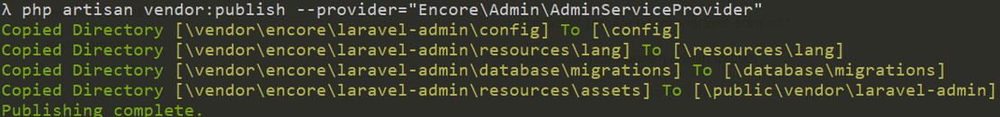 λ php artisan vendor:publish --provider="Encore\Admin\AdminServiceProvider"
Copied Directory [\vendor\encore\laravel-admin\config] To [\config]
Copied Directory [\vendor\encore\laravel-admin\resources\lang] To [\resources\lang]
Copied Directory [\vendor\encore\laravel-admin\database\migrations] To [\database\migrations]
Copied Directory [\vendor\encore\laravel-admin\resources\assets] To [\public\vendor\laravel-admin]
Publishing complete.